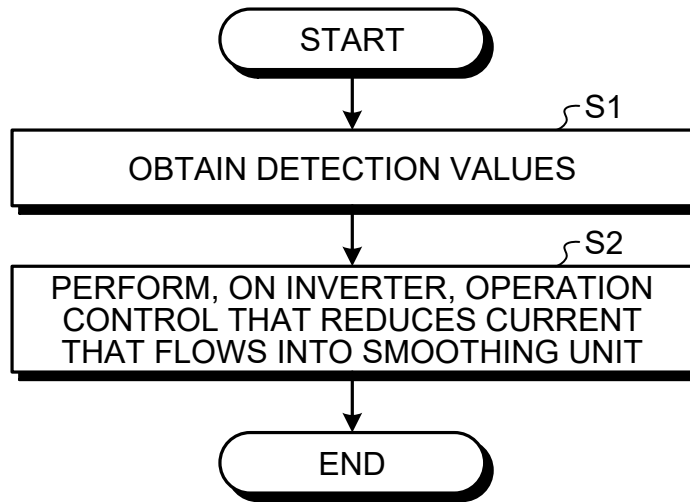 START
S1
OBTAIN DETECTION VALUES
S2
PERFORM, ON INVERTER, OPERATION
CONTROL THAT REDUCES CURRENT
THAT FLOWS INTO SMOOTHING UNIT
END